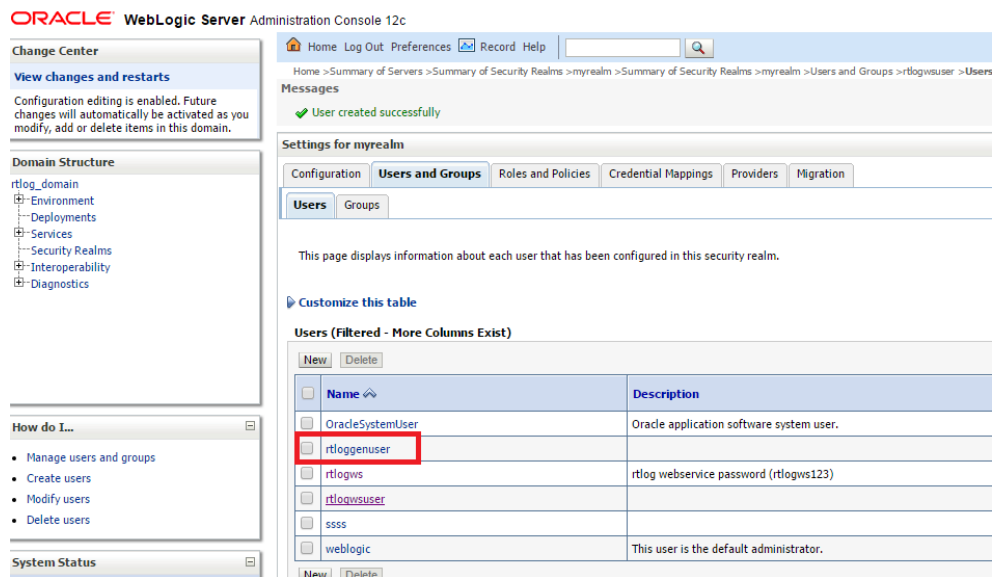 ORACLE WebLogic Server Administration Console 12c
Change Center
View changes and restarts
Configuration editing is enabled. Future
changes will automatically be activated as you
modify, add or delete items in this domain.
Domain Structure
rtlog_domain
Environment
Deployments
Services
Security Realms
Interoperability
Diagnostics
How do I...
Manage users and groups
Create users
Modify users
Delete users
System Status
Home Log Out Preferences Record Help
Home >Summary of Servers >Summary of Security Realms >myrealm >Summary of Security Realms >myrealm >Users and Groups >rtlogwsuser >Users
Messages
User created successfully
Settings for myrealm
Configuration Users and Groups Roles and Policies Credential Mappings Providers Migration
Users Groups
This page displays information about each user that has been configured in this security realm.
Customize this table
Users (Filtered - More Columns Exist)
New Delete
Name Description
OracleSystemUser Oracle application software system user.
rtloggenuser
rtlogws rtlog webservice password (rtlogws123)
rtlogwsuser
ssss
weblogic This user is the default administrator.
New Delete